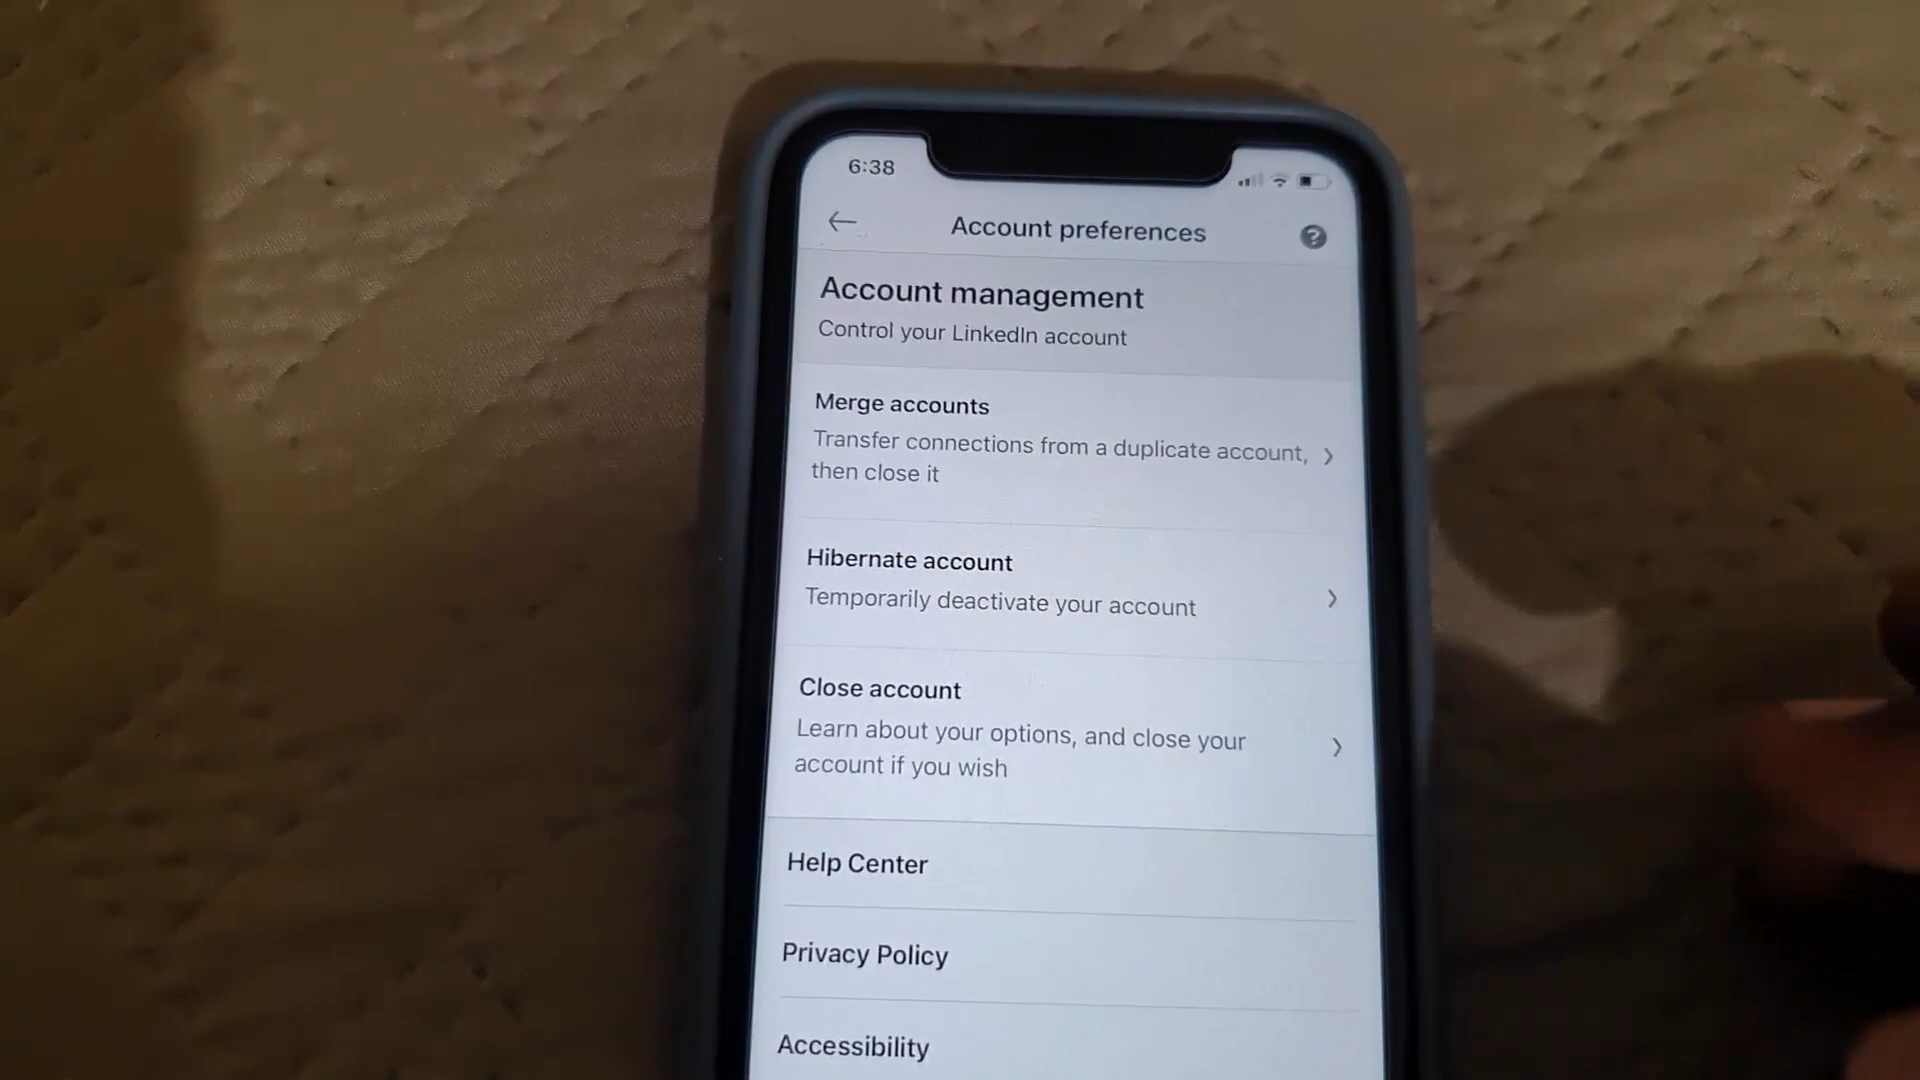 6:38
Account preferences
Account management
Control your LinkedIn account
Merge accounts
Transfer connections from a duplicate account,
then close it
Hibernate account
Temporarily deactivate your account
Close account
Learn about your options, and close your
account if you wish
Help Center
Privacy Policy
Accessibility